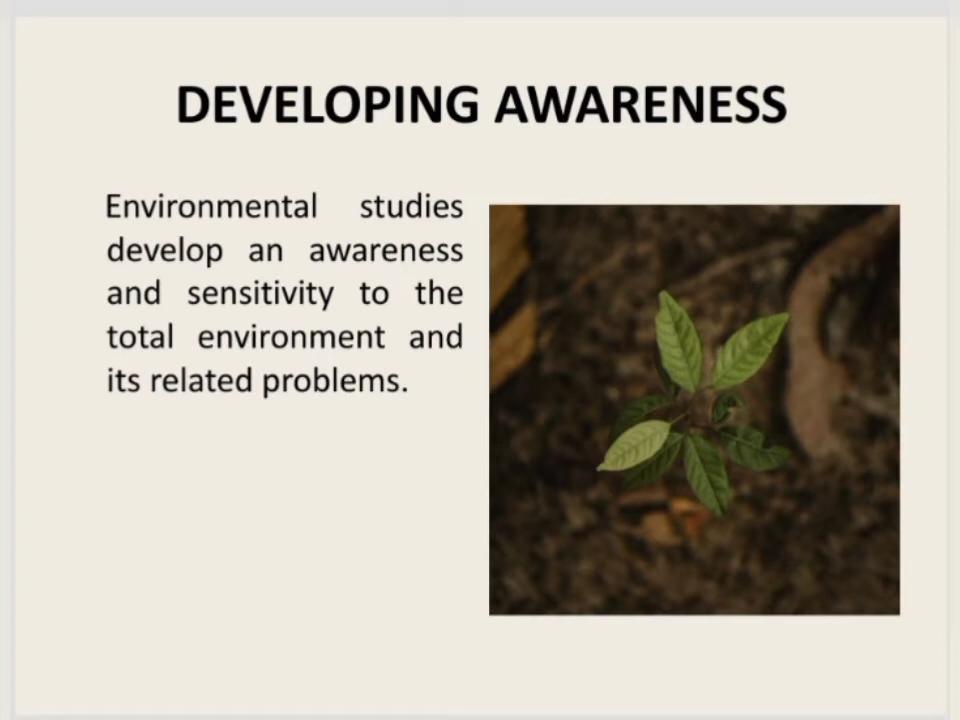 DEVELOPING AWARENESS
Environmental studies
develop an awareness
and sensitivity to the
total environment and
its related problems.